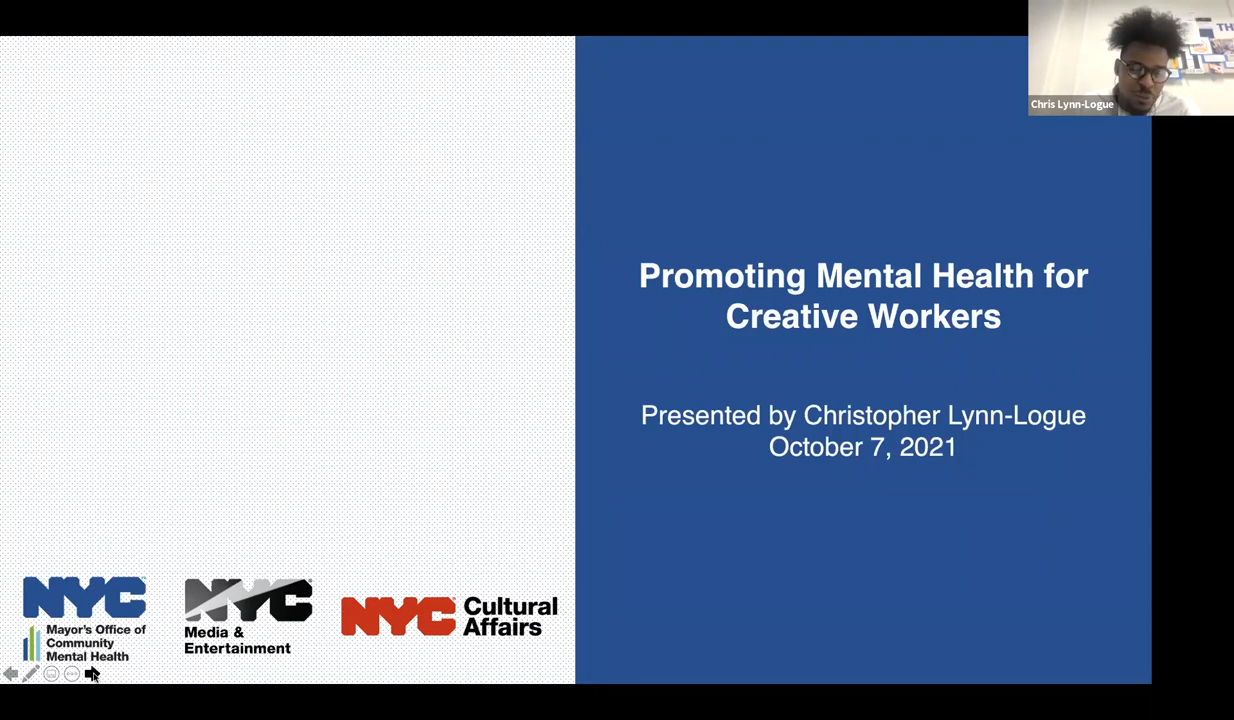 TH
Chris Lynn-Logue
Promoting Mental Health for
Creative Workers
Presented by Christopher Lynn-Logue
October 7, 2021
NYC
Mayor's Office of
Community
Mental Health
NYC
Media &
Entertainment
NYC
Cultural
Affairs